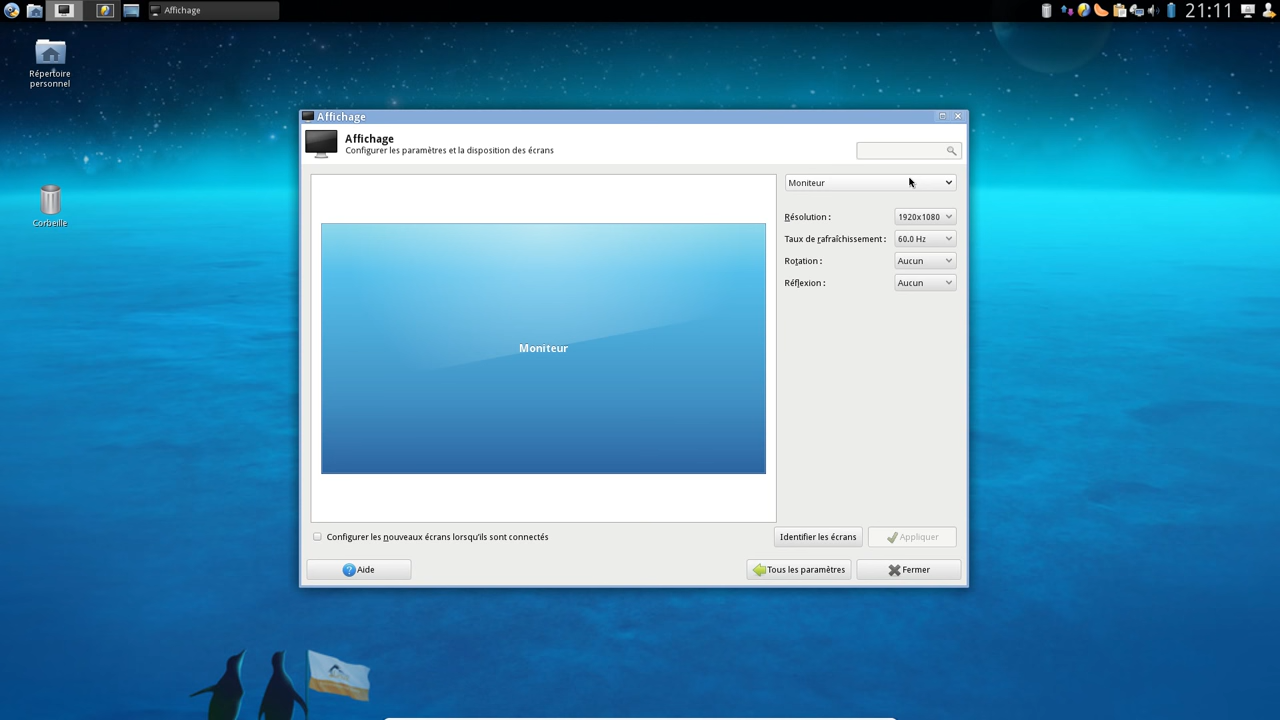 Affichage
21:11
Répertoire
personnel
Corbeille
Affichage
Affichage
Configurer les paramètres et la disposition des écrans
Moniteur
Résolution :
1920x1080
Taux de rafraîchissement :
60.0 Hz
Rotation :
Aucun
Réflexion :
Aucun
Moniteur
Configurer les nouveaux écrans lorsqu'ils sont connectés
Identifier les écrans
Appliquer
Aide
Tous les paramètres
Fermer